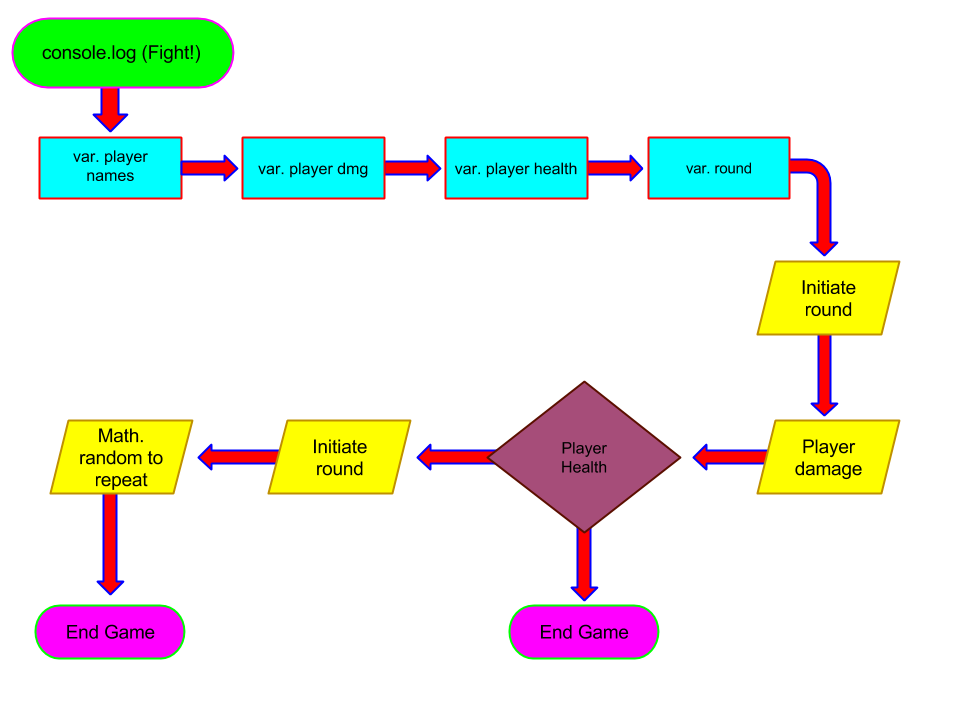 console.log (Fight!)
var. player
names
var. player dmg
var. player health
var. round
Initiate
round
Player
damage
Player
Health
Initiate
round
Math.
random to
repeat
End Game
End Game